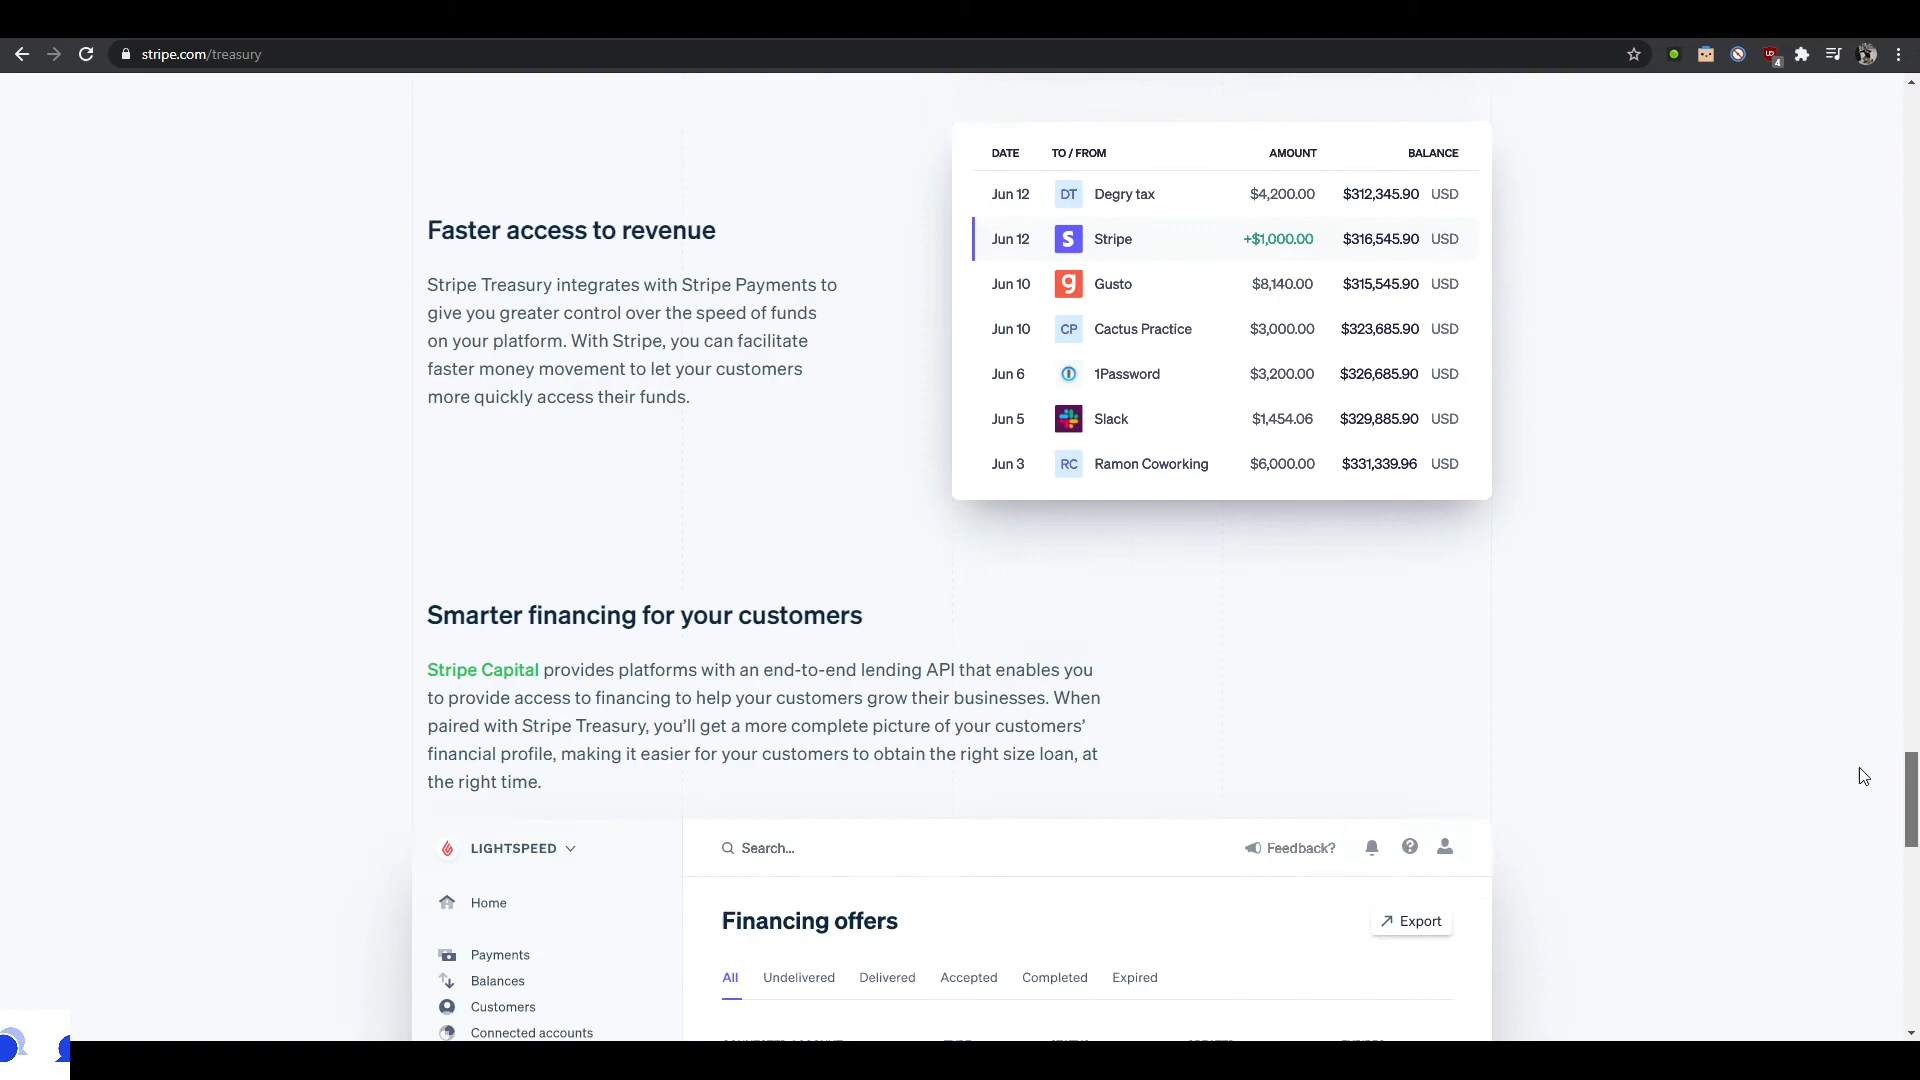 stripe.com/treasury
4
DATE TO / FROM AMOUNT BALANCE
Jun 12 DT Degry tax $4,200.00 $312,345.90 USD
Jun 12 S Stripe +$1,000.00 $316,545.90 USD
Jun 10 g Gusto $8,140.00 $315,545.90 USD
Jun 10 CP Cactus Practice $3,000.00 $323,685.90 USD
Jun 6 1Password $3,200.00 $326,685.90 USD
Jun 5 Slack $1,454.06 $329,885.90 USD
Jun 3 RC Ramon Coworking $6,000.00 $331,339.96 USD
Faster access to revenue
Stripe Treasury integrates with Stripe Payments to
give you greater control over the speed of funds
on your platform. With Stripe, you can facilitate
faster money movement to let your customers
more quickly access their funds.
Smarter financing for your customers
Stripe Capital provides platforms with an end-to-end lending API that enables you
to provide access to financing to help your customers grow their businesses. When
paired with Stripe Treasury, you’ll get a more complete picture of your customers’
financial profile, making it easier for your customers to obtain the right size loan, at
the right time.
LIGHTSPEED
Home
Payments
Balances
Customers
Connected accounts
Search...
Feedback?
Financing offers
Export
All Undelivered Delivered Accepted Completed Expired